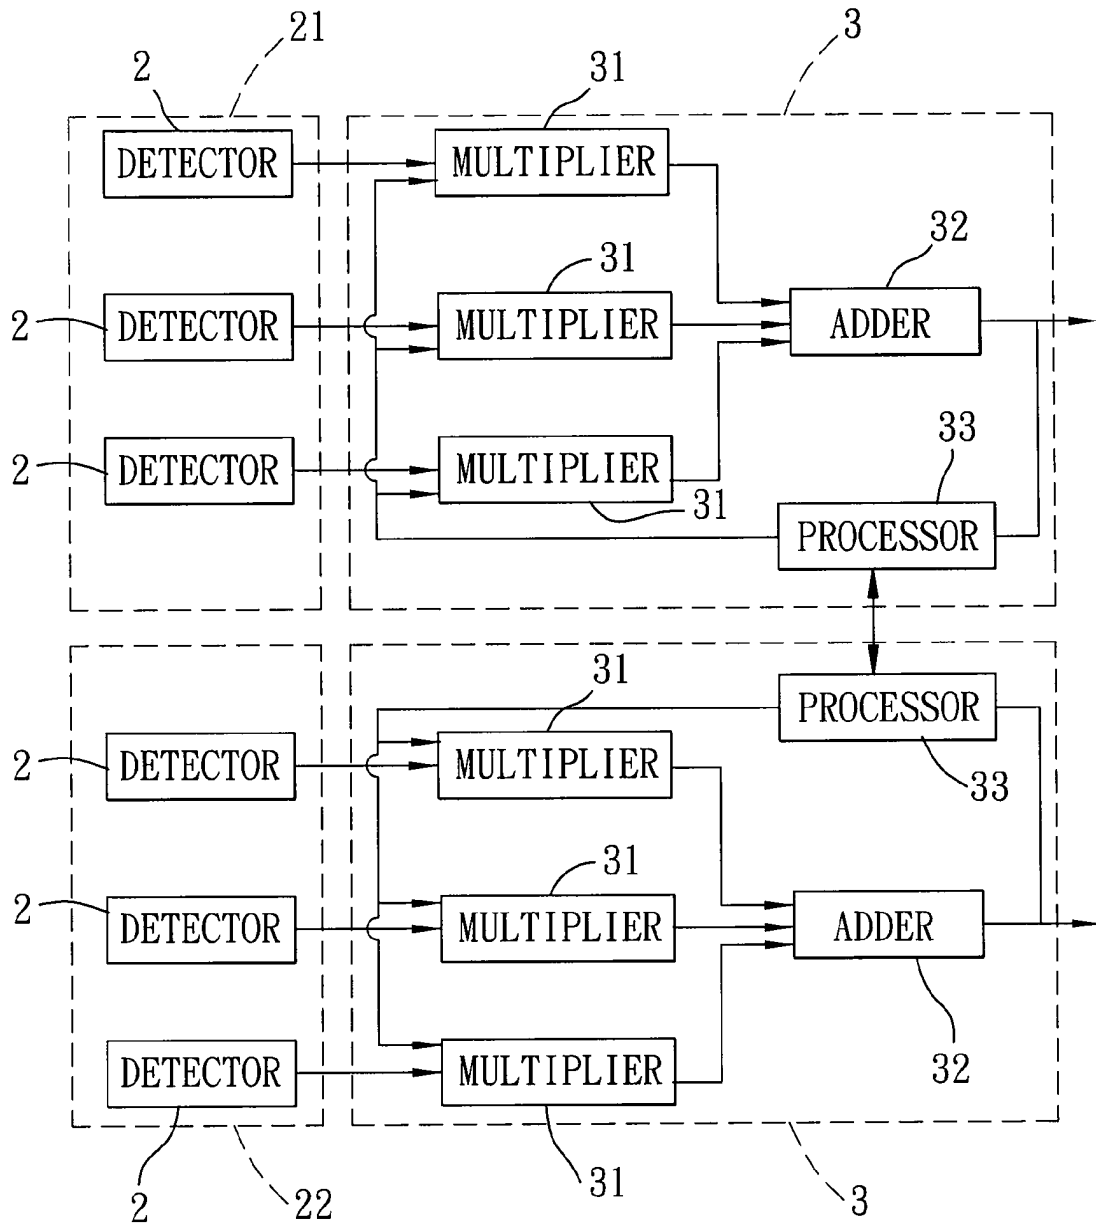 21
3
2
31
DETECTOR
MULTIPLIER
32
31
2
DETECTOR
MULTIPLIER
ADDER
2
DETECTOR
MULTIPLIER
33
31
PROCESSOR
31
PROCESSOR
2
DETECTOR
MULTIPLIER
33
31
2
DETECTOR
MULTIPLIER
ADDER
DETECTOR
MULTIPLIER
32
2
22
31
3